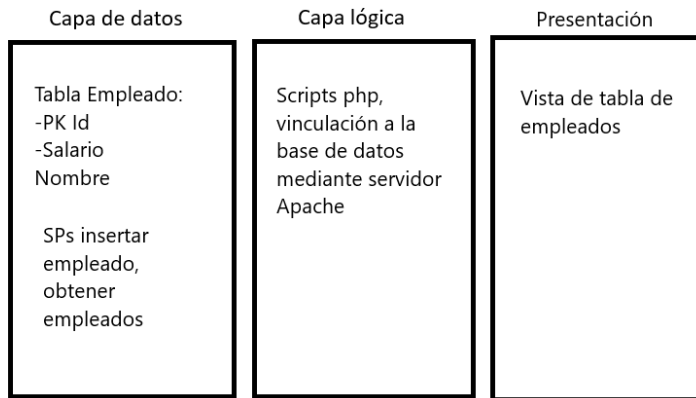 Capa de datos
Tabla Empleado:
-PK Id
-Salario
Nombre
SPs insertar
empleado,
obtener
empleados
Capa lógica
Scripts php,
vinculación a la
base de datos
mediante servidor
Apache
Presentación
Vista de tabla de
empleados